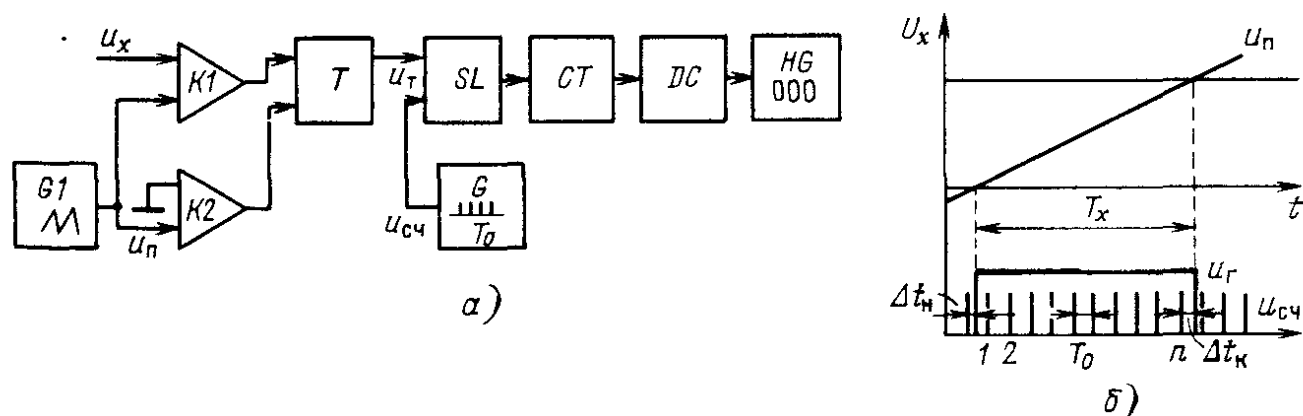 u_x
K1
G1
u_п
K2
T
u_т
SL
CT
DC
HG
000
G
T_0
u_сч
а)
U_x
u_п
t
T_x
u_г
Δt_н
u_сч
1 2 T_0 n Δt_к
б)